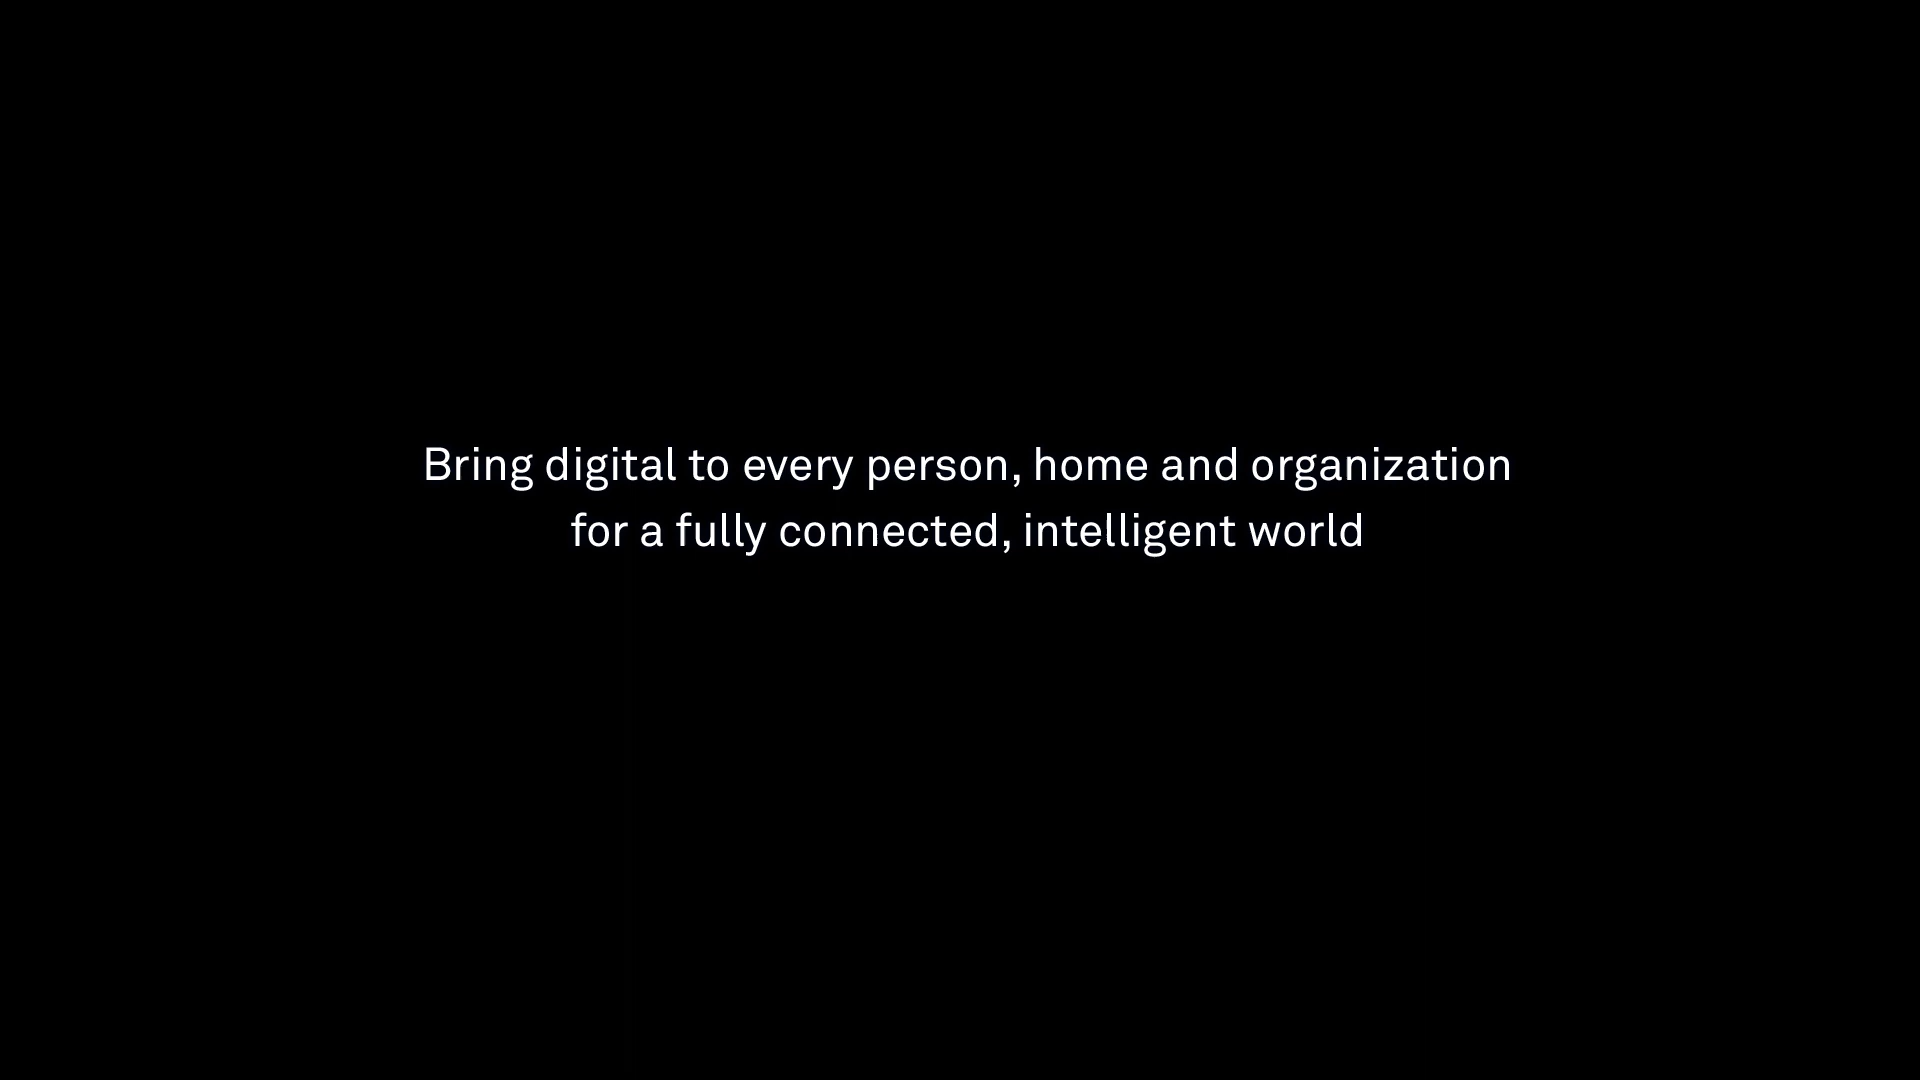 Bring digital to every person, home and organization
for a fully connected, intelligent world